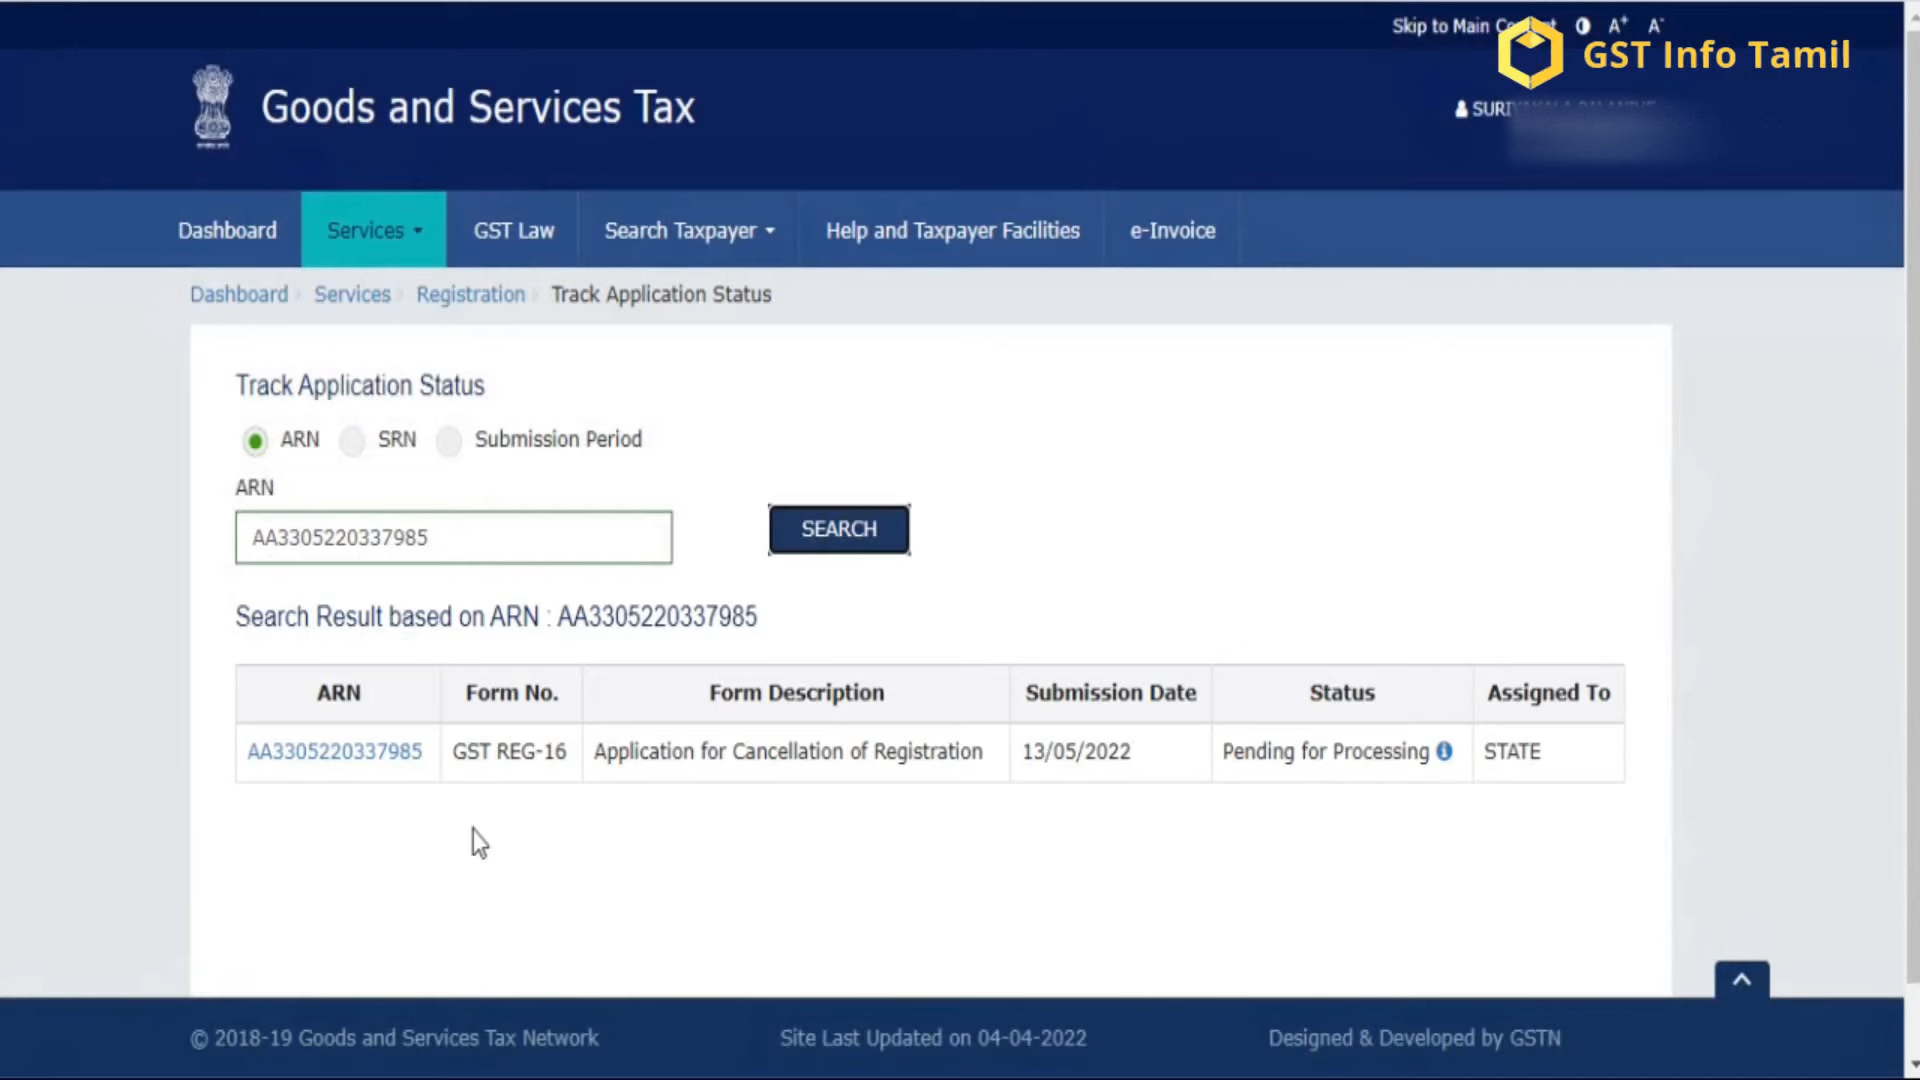 Skip to Main A+ A-
GST Info Tamil
Goods and Services Tax
Dashboard Services GST Law Search Taxpayer Help and Taxpayer Facilities e-Invoice
Dashboard Services Registration Track Application Status
Track Application Status
ARN SRN Submission Period
ARN
AA3305220337985 SEARCH
Search Result based on ARN : AA3305220337985
ARN Form No. Form Description Submission Date Status Assigned To
AA3305220337985 GST REG-16 Application for Cancellation of Registration 13/05/2022 Pending for Processing STATE
© 2018-19 Goods and Services Tax Network Site Last Updated on 04-04-2022 Designed & Developed by GSTN